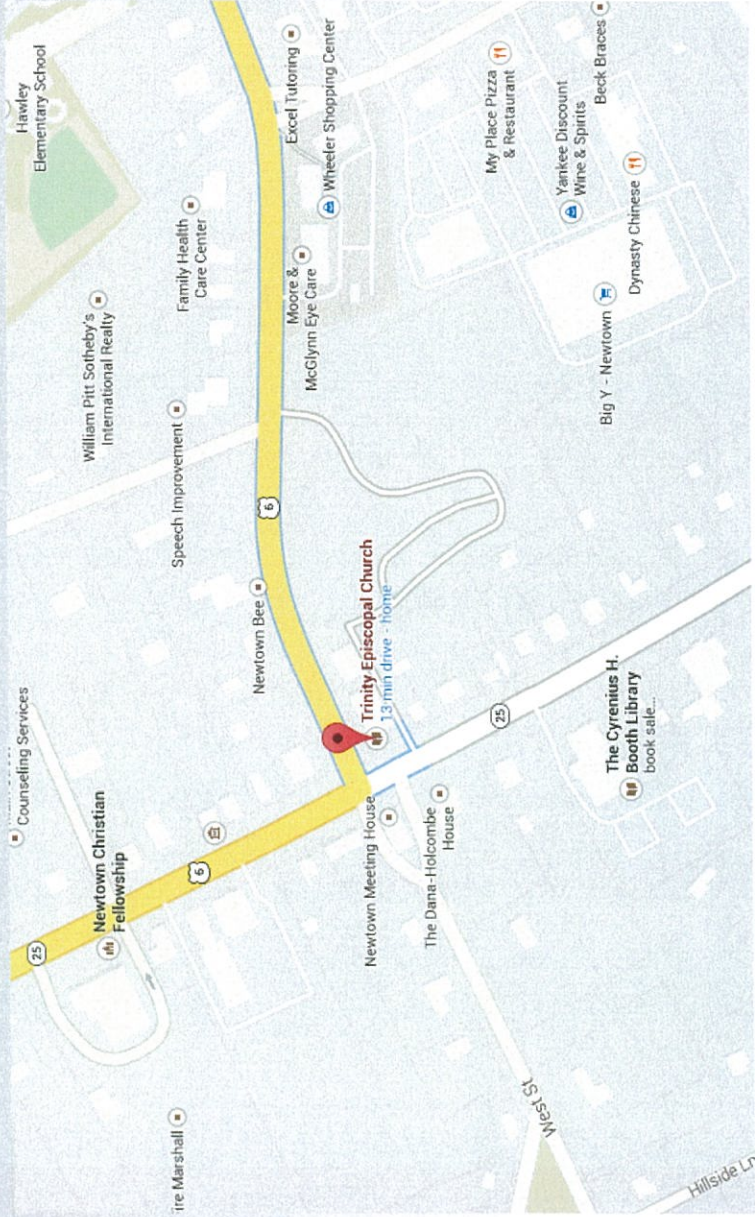 Hawley
Elementary School
Counseling Services
25
William Pitt Sotheby's
International Realty
Newtown Christian
Fellowship
Speech Improvement
Family Health
Care Center
ire Marshall
6
Newtown Bee
6
Excel Tutoring
Moore &
McGlynn Eye Care
Wheeler Shopping Center
Trinity Episcopal Church
13 min drive - home
Newtown Meeting House
The Dana-Holcombe
House
My Place Pizza
& Restaurant
25
West St
Yankee Discount
Wine & Spirits
Beck Braces
Big Y - Newtown
Dynasty Chinese
The Cyrenius H.
Booth Library
book sale...
Hillside Ln